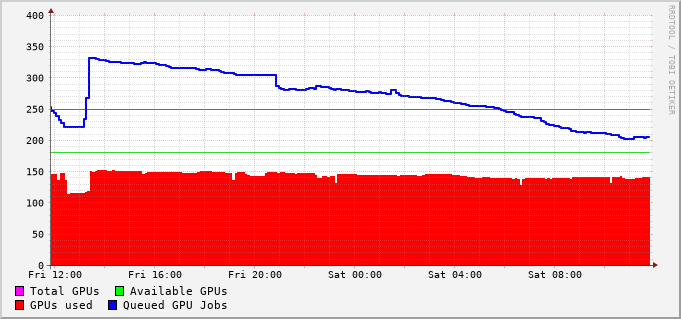 RRDTOOL / TOBI OETIKER
400
350
300
250
200
150
100
50
0
Fri 12:00 Fri 16:00 Fri 20:00 Sat 00:00 Sat 04:00 Sat 08:00
Total GPUs Available GPUs
GPUs used Queued GPU Jobs